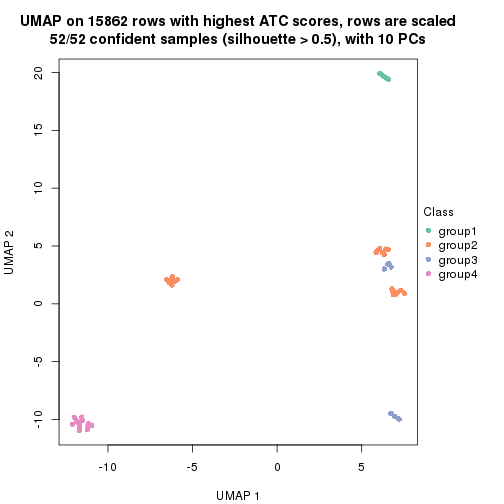 UMAP on 15862 rows with highest ATC scores, rows are scaled
52/52 confident samples (silhouette > 0.5), with 10 PCs
20
15
10
5
0
-5
-10
UMAP 2
-10
-5
0
5
UMAP 1
Class
group1
group2
group3
group4